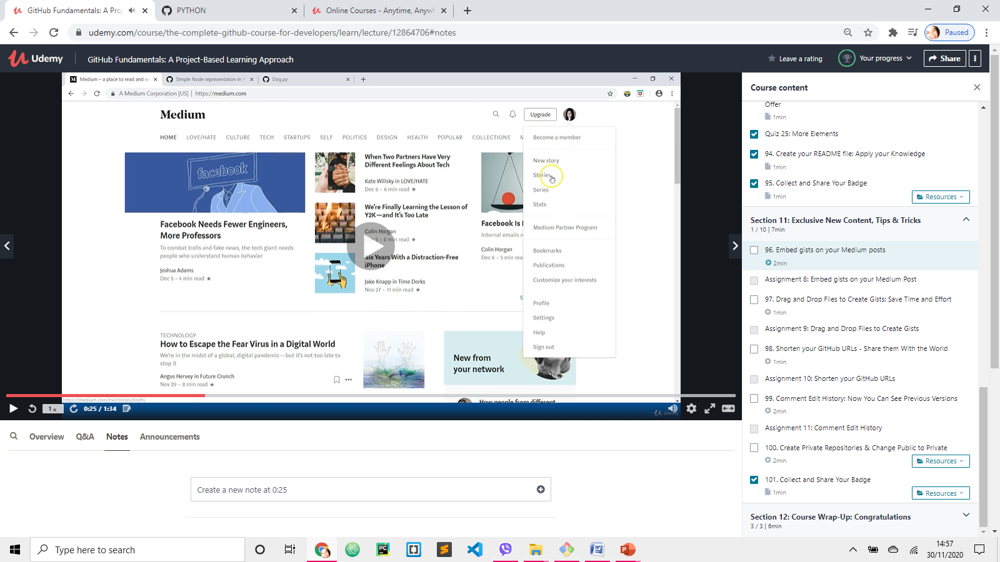 GitHub Fundamentals: A Proj
PYTHON
Online Courses - Anytime, Anywh
udemy.com/course/the-complete-github-course-for-developers/learn/lecture/12864706#notes
Paused
Udemy
GitHub Fundamentals: A Project-Based Learning Approach
Leave a rating
Your progress
Share
Medium – a place to read and w
Simple Node representation in P
Dog.py
A Medium Corporation [US] | https://medium.com
Medium
Upgrade
HOME LOVE/HATE CULTURE TECH STARTUPS SELF POLITICS DESIGN HEALTH POPULAR COLLECTIONS
Become a member
New story
Stories
Series
Stats
Medium Partner Program
Bookmarks
Publications
Customize your interests
Profile
Settings
Help
Sign out
facebook
Facebook Needs Fewer Engineers,
More Professors
To combat trolls and fake news, the tech giant needs
people who understand human behavior
Joshua Adams
Dec 5 · 4 min read ★
When Two Partners Have Very
Different Feelings About Tech
Kate Willsky in LOVE/HATE
Dec 6 · 6 min read ★
We're Finally Learning the Lesson of
Y2K—and It's Too Late
Colin Horgan
Dec 5 · 8 min read ★
Six Years With a Distraction-Free
iPhone
Jake Knapp in Time Dorks
Nov 27 · 11 min read ★
Facebook Is
Internal emails
Colin Horgan
Dec 6 · 5 min
TECHNOLOGY
How to Escape the Fear Virus in a Digital World
We're in the midst of a global, digital pandemic—but it's not too late to
stop it
Angus Hervey in Future Crunch
Nov 29 · 8 min read ★
New from
your network
How people from different
https://medium.com/me/stories/drafts
1x
0:25 / 1:34
Udemy
Overview
Q&A
Notes
Announcements
Create a new note at 0:25
Course content
Offer
1min
Quiz 25: More Elements
94. Create your README file: Apply your Knowledge
1min
95. Collect and Share Your Badge
1min
Resources
Section 11: Exclusive New Content, Tips & Tricks
1 / 10 | 7min
96. Embed gists on your Medium posts
2min
Assignment 8: Embed gists on your Medium Post
97. Drag and Drop Files to Create Gists: Save Time and Effort
1min
Assignment 9: Drag and Drop Files to Create Gists
98. Shorten your GitHub URLs - Share them With the World
1min
Assignment 10: Shorten your GitHub URLs
99. Comment Edit History: Now You Can See Previous Versions
2min
Assignment 11: Comment Edit History
100. Create Private Repositories & Change Public to Private
2min
Resources
101. Collect and Share Your Badge
1min
Resources
Section 12: Course Wrap-Up: Congratulations
3 / 3 | 6min
Type here to search
14:57
30/11/2020